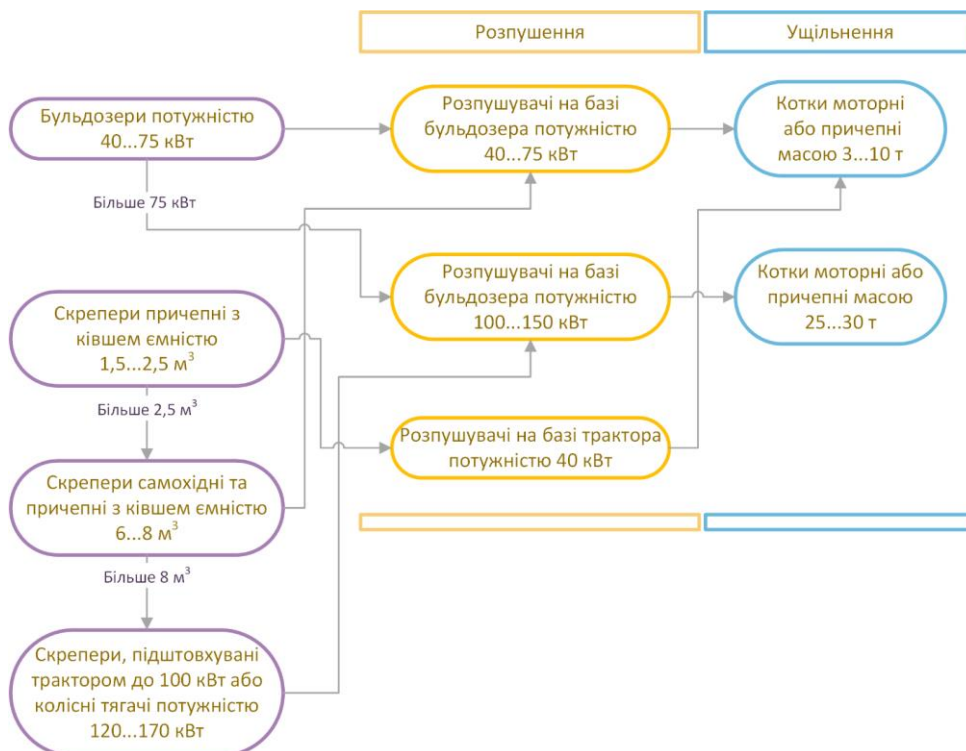 Розпушення
Ущільнення
Бульдозери потужністю
40...75 кВт
Розпушувачі на базі
бульдозера потужністю
40...75 кВт
Котки моторні
або причепні
масою 3...10 т
Більше 75 кВт
Розпушувачі на базі
бульдозера потужністю
100...150 кВт
Котки моторні або
причепні масою
25...30 т
Скрепери причепні з
ківшем ємністю
1,5...2,5 м³
Більше 2,5 м³
Розпушувачі на базі трактора
потужністю 40 кВт
Скрепери самохідні та
причепні з ківшем ємністю
6...8 м³
Більше 8 м³
Скрепери, підштовхувані
трактором до 100 кВт або
колісні тягачі потужністю
120...170 кВт